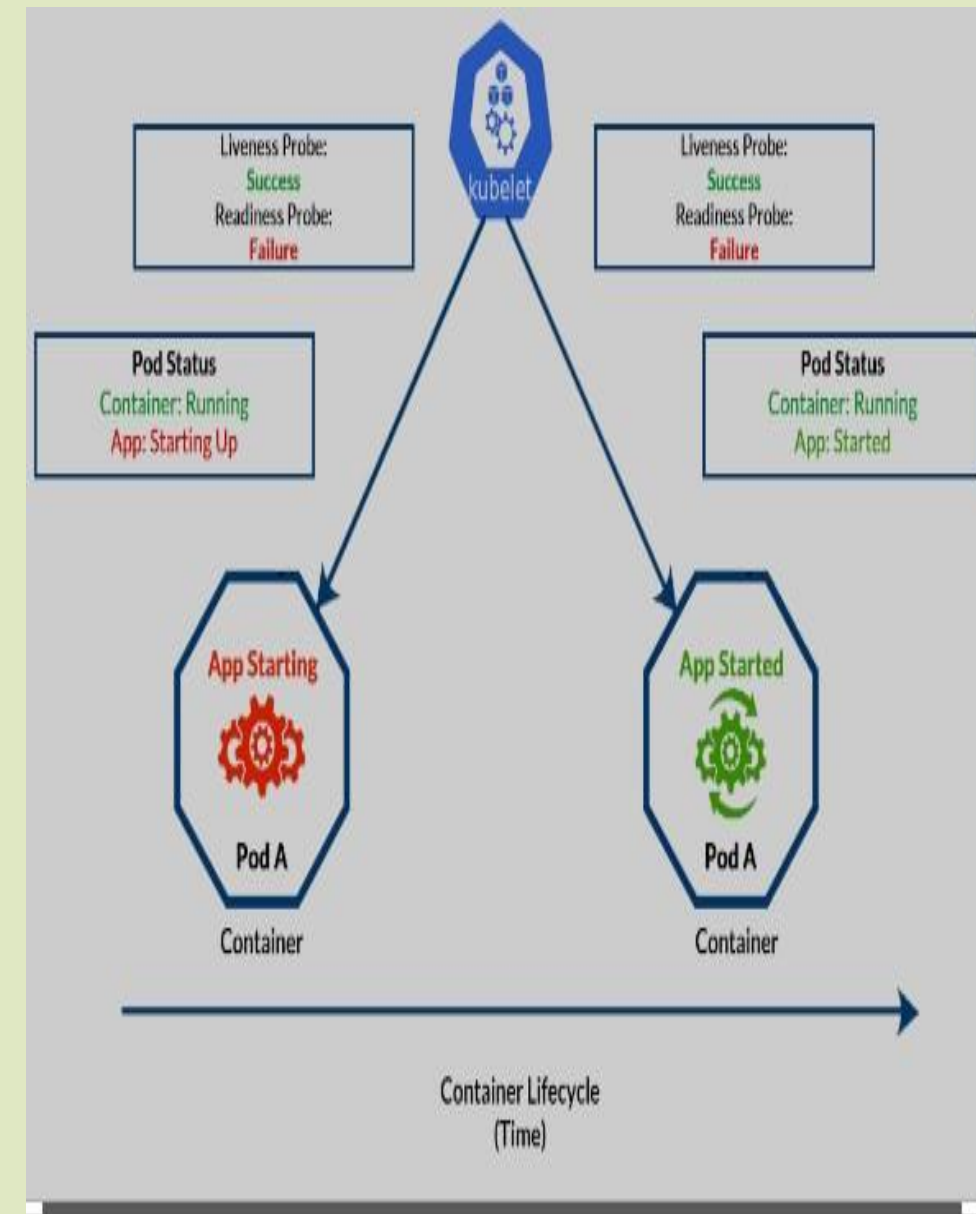 kubelet
Liveness Probe:
Success
Readiness Probe:
Failure
Liveness Probe:
Success
Readiness Probe:
Failure
Pod Status
Container: Running
App: Starting Up
Pod Status
Container: Running
App: Started
App Starting
Pod A
Container
App Started
Pod A
Container
Container Lifecycle
(Time)